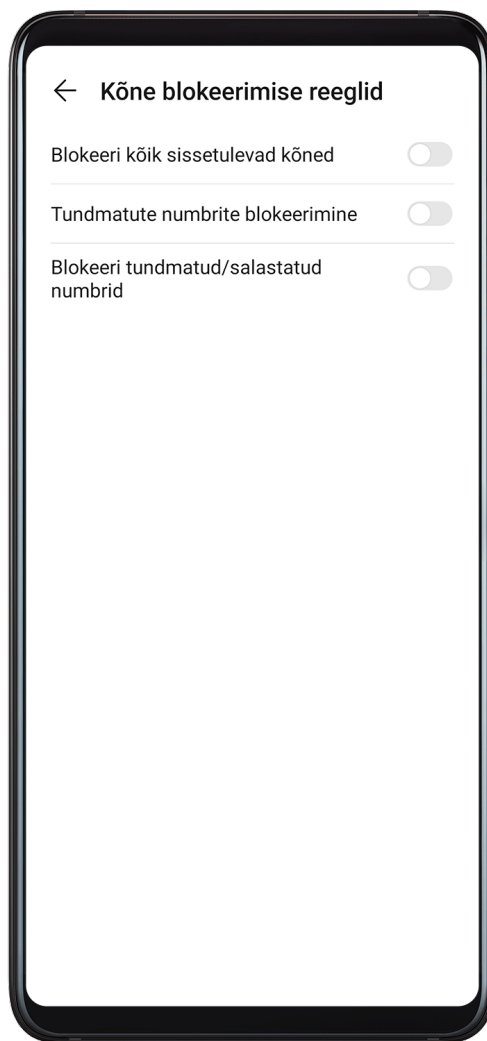 Kõne blokeerimise reeglid
Blokeeri kõik sissetulevad kõned
Tundmatute numbrite blokeerimine
Blokeeri tundmatud/salastatud
numbrid